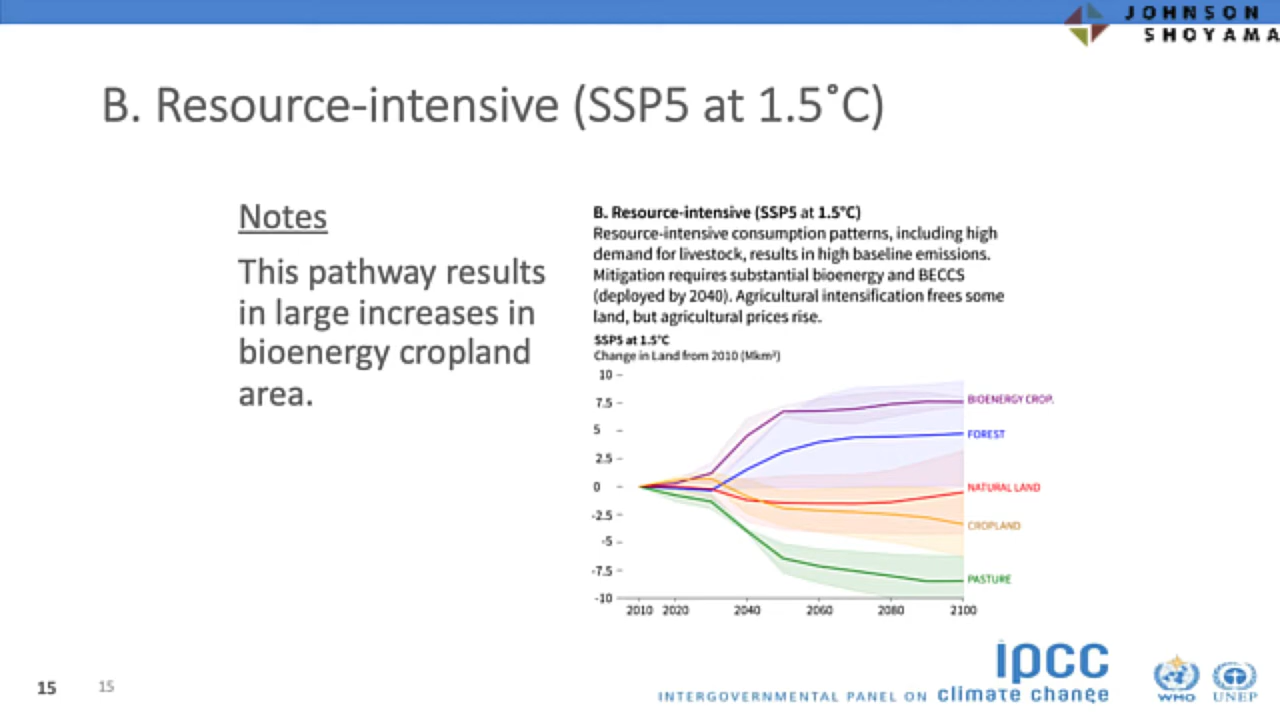 JOHNSON
SHOYAMA
B. Resource-intensive (SSP5 at 1.5˚C)
Notes
This pathway results
in large increases in
bioenergy cropland
area.
B. Resource-intensive (SSP5 at 1.5°C)
Resource-intensive consumption patterns, including high
demand for livestock, results in high baseline emissions.
Mitigation requires substantial bioenergy and BECCS
(deployed by 2040). Agricultural intensification frees some
land, but agricultural prices rise.
SSP5 at 1.5°C
Change in Land from 2010 (Mkm²)
10
7.5
5
2.5
0
-2.5
-5
-7.5
-10
BIOENERGY CROP.
FOREST
NATURAL LAND
CROPLAND
PASTURE
2010 2020 2040 2060 2080 2100
ipcc
INTERGOVERNMENTAL PANEL ON climate change
WMO UNEP
15 15